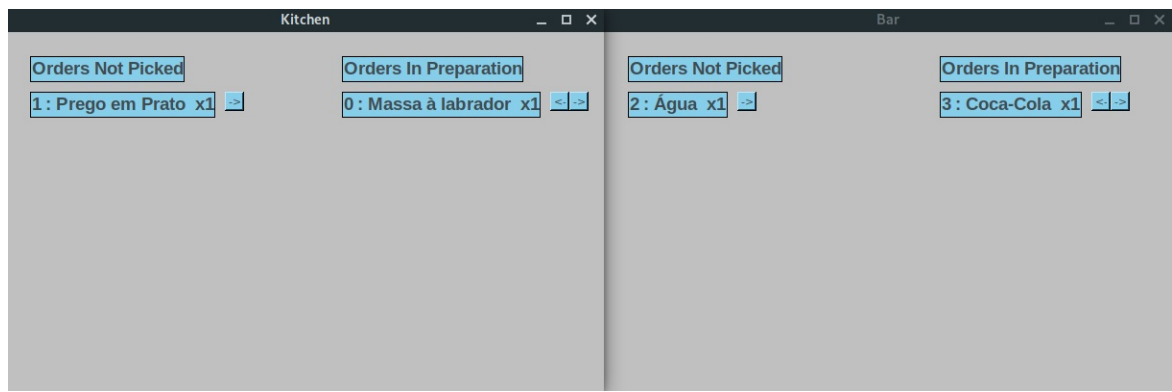 Kitchen
Orders Not Picked
Orders In Preparation
1 : Prego em Prato x1 ->
0 : Massa à labrador x1 <- ->
Bar
Orders Not Picked
Orders In Preparation
2 : Água x1 ->
3 : Coca-Cola x1 <- ->